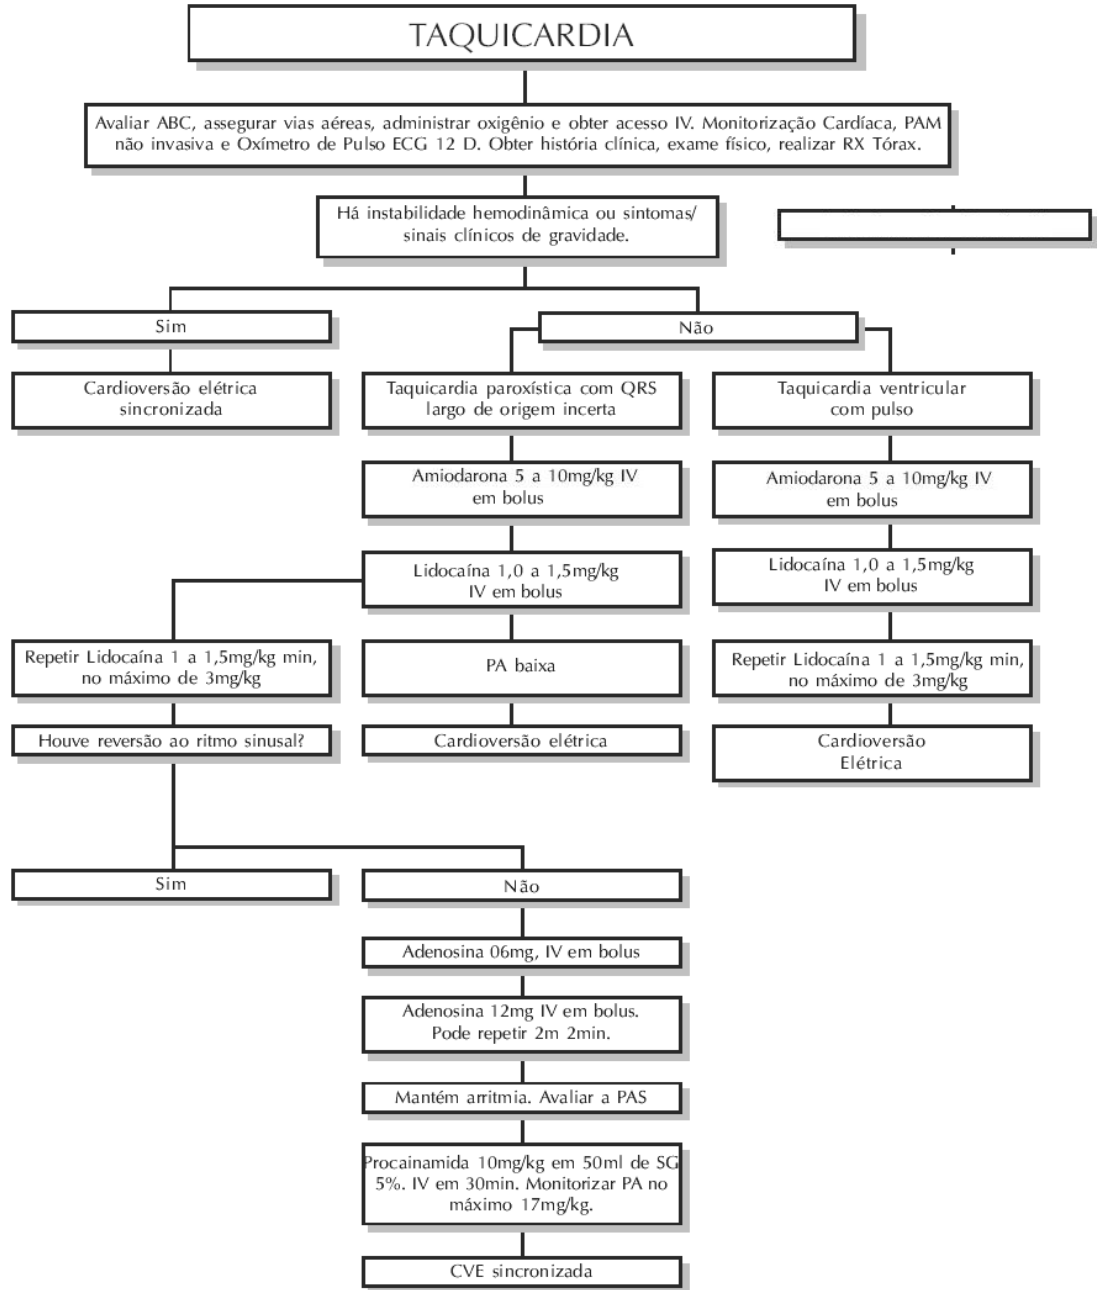 TAQUICARDIA
Avaliar ABC, assegurar vias aéreas, administrar oxigênio e obter acesso IV. Monitorização Cardíaca, PAM
não invasiva e Oxímetro de Pulso ECG 12 D. Obter história clínica, exame físico, realizar RX Tórax.
Há instabilidade hemodinâmica ou sintomas/
sinais clínicos de gravidade.
Sim
Não
Cardioversão elétrica
sincronizada
Taquicardia paroxística com QRS
largo de origem incerta
Taquicardia ventricular
com pulso
Amiodarona 5 a 10mg/kg IV
em bolus
Amiodarona 5 a 10mg/kg IV
em bolus
Lidocaína 1,0 a 1,5mg/kg
IV em bolus
Lidocaína 1,0 a 1,5mg/kg
IV em bolus
Repetir Lidocaína 1 a 1,5mg/kg min,
no máximo de 3mg/kg
PA baixa
Repetir Lidocaína 1 a 1,5mg/kg min,
no máximo de 3mg/kg
Houve reversão ao ritmo sinusal?
Cardioversão elétrica
Cardioversão
Elétrica
Sim
Não
Adenosina 06mg, IV em bolus
Adenosina 12mg IV em bolus.
Pode repetir 2m 2min.
Mantém arritmia. Avaliar a PAS
Procainamida 10mg/kg em 50ml de SG
5%. IV em 30min. Monitorizar PA no
máximo 17mg/kg.
CVE sincronizada